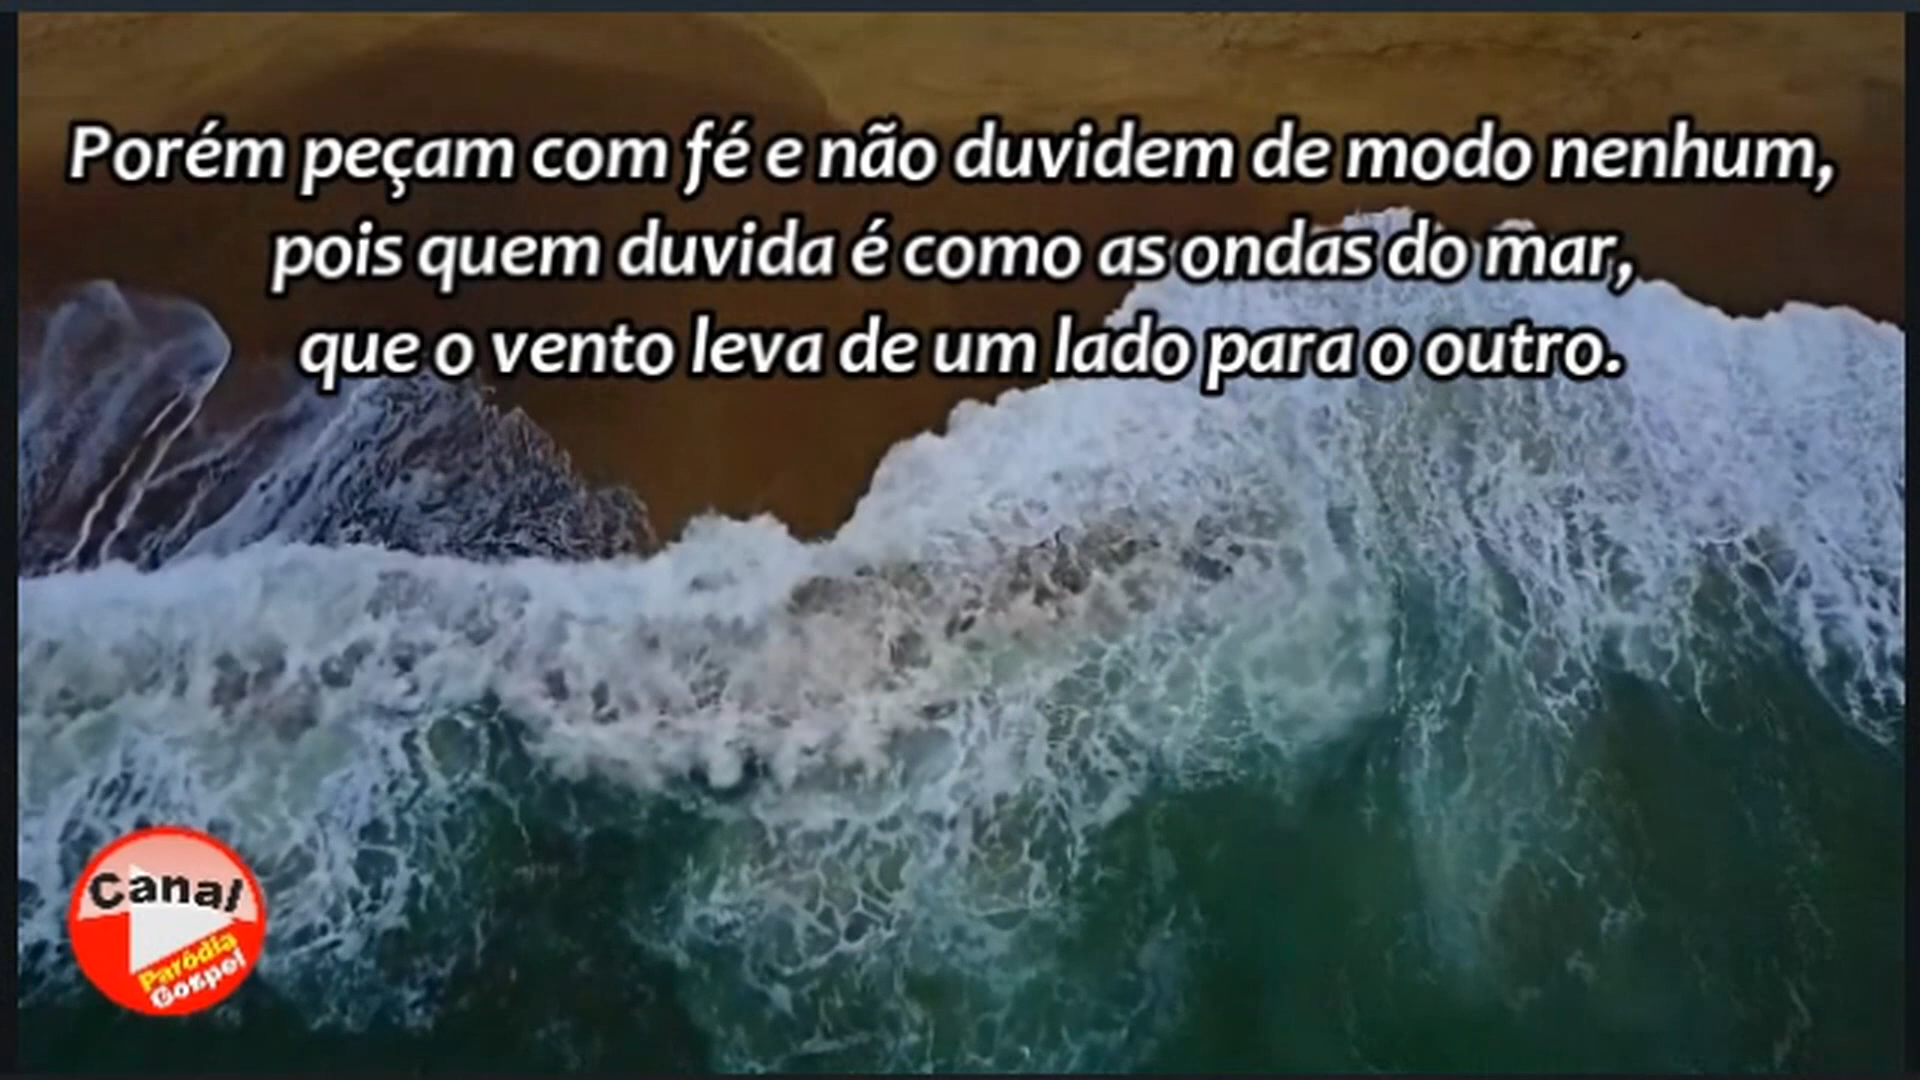 Porém peçam com fé e não duvidem de modo nenhum,
pois quem duvida é como as ondas do mar,
que o vento leva de um lado para o outro.
Canal
Paródia
Gospel